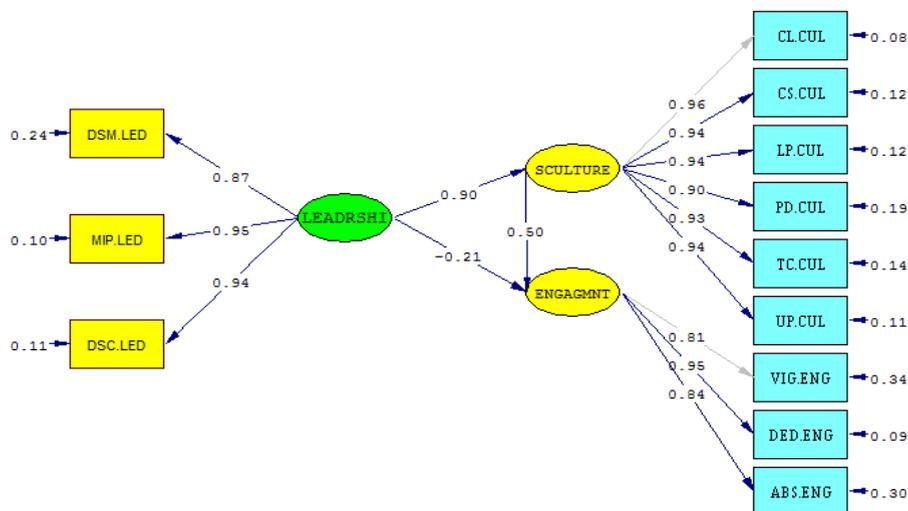 CL.CUL
0.08
0.96
CS.CUL
0.12
DSM.LED
0.24
0.94
LP.CUL
0.12
0.87
0.94
SCULTURE
0.90
PD.CUL
0.19
0.90
LEADRSHI
0.93
MIP.LED
0.10
0.95
0.50
0.94
TC.CUL
0.14
-0.21
0.94
ENGAGMNT
UP.CUL
0.11
DSC.LED
0.11
0.81
0.95
VIG.ENG
0.34
0.84
DED.ENG
0.09
ABS.ENG
0.30